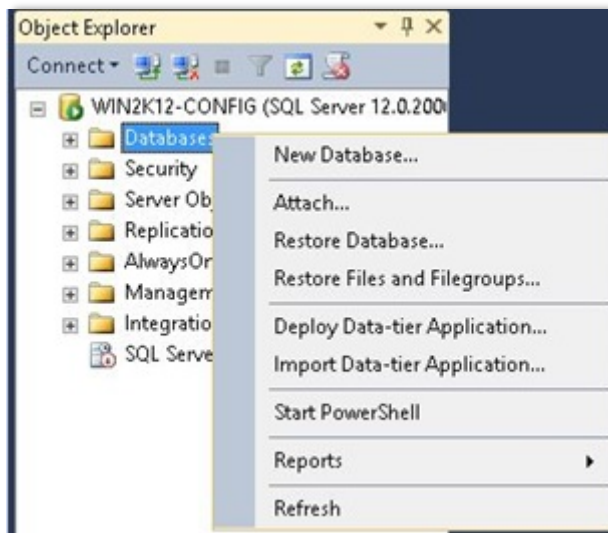 Object Explorer
Connect
WIN2K12-CONFIG (SQL Server 12.0.200
Databases
Security
Server Ob
Replicatio
AlwaysOn
Managem
Integratio
SQL Serve
New Database...
Attach...
Restore Database...
Restore Files and Filegroups...
Deploy Data-tier Application...
Import Data-tier Application...
Start PowerShell
Reports
Refresh